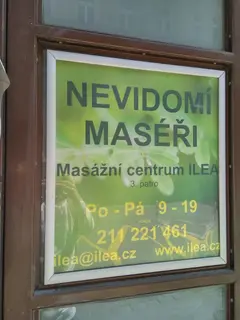 NEVIDOMÍ
MASÉŘI
Masážní centrum ILEA
3. patro
Po - Pá 9 - 19
211 221 461
ilea@ilea.cz www.ilea.cz